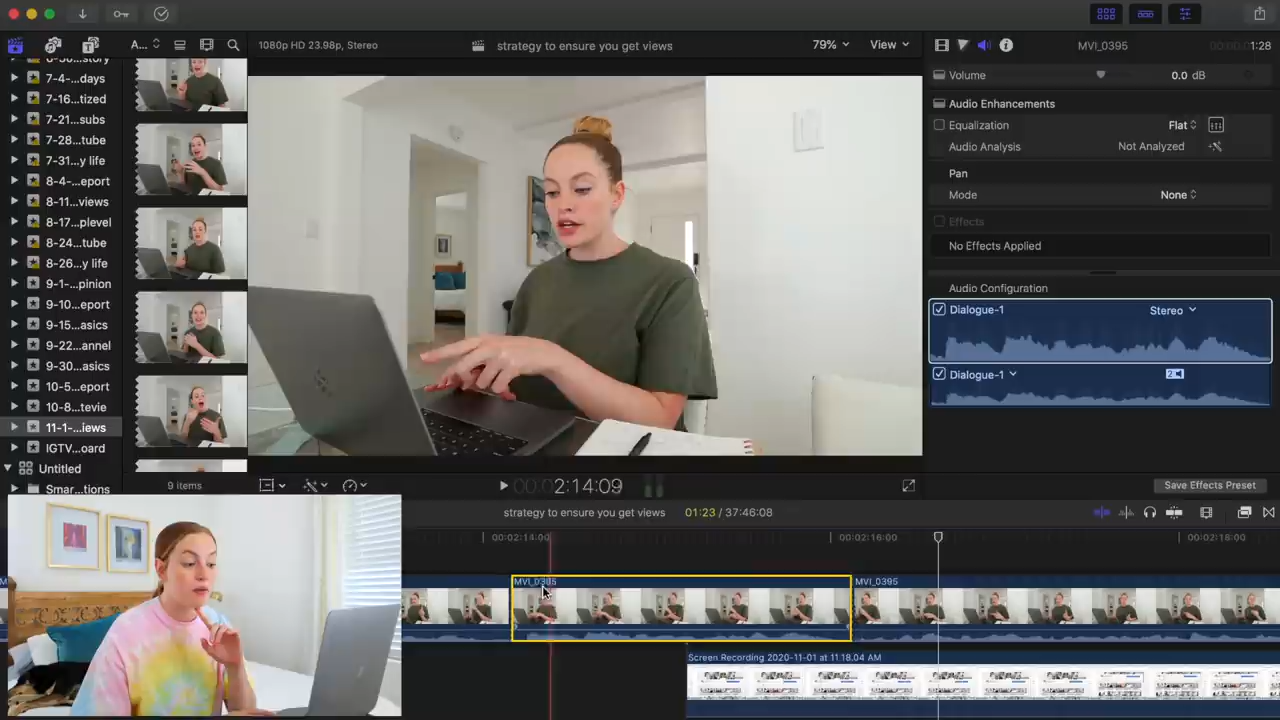 A...
1080p HD 23.98p, Stereo
strategy to ensure you get views
79%
View
MVI_0395
1:28
7-4-...days
7-16...tized
7-21...subs
7-28...tube
7-31...y life
8-4-...eport
8-11...views
8-17...plevel
8-24...tube
8-26...y life
9-1-...pinion
9-10...eport
9-15...asics
9-22...annel
9-30...asics
10-5...eport
10-8...tevie
11-1-...iews
IGTV...oard
Untitled
Smar...tions
9 items
Volume
0.0 dB
Audio Enhancements
Equalization
Flat
Audio Analysis
Not Analyzed
Pan
Mode
None
Effects
No Effects Applied
Audio Configuration
Dialogue-1
Stereo
Dialogue-1
2
Save Effects Preset
00:00:2:14:09
strategy to ensure you get views
01:23 / 37:46:08
00:02:14:00
00:02:16:00
00:02:18:00
MVI_0395
MVI_0395
Screen Recording 2020-11-01 at 11.18.04 AM